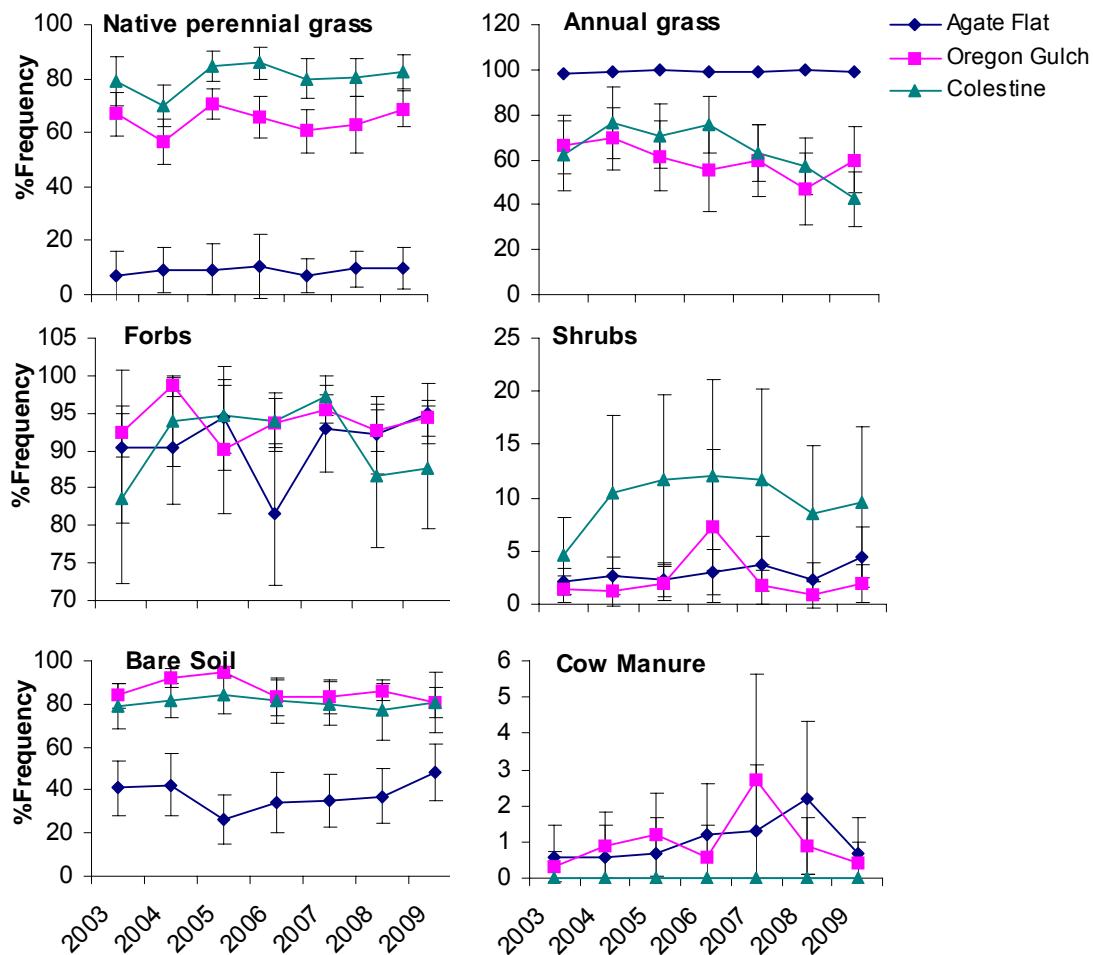 Native perennial grass
%Frequency
100
80
60
40
20
0
Annual grass
120
100
80
60
40
20
0
Agate Flat
Oregon Gulch
Colestine
Forbs
%Frequency
105
100
95
90
85
80
75
70
Shrubs
25
20
15
10
5
0
Bare Soil
%Frequency
100
80
60
40
20
0
2003 2004 2005 2006 2007 2008 2009
Cow Manure
6
5
4
3
2
1
0
2003 2004 2005 2006 2007 2008 2009